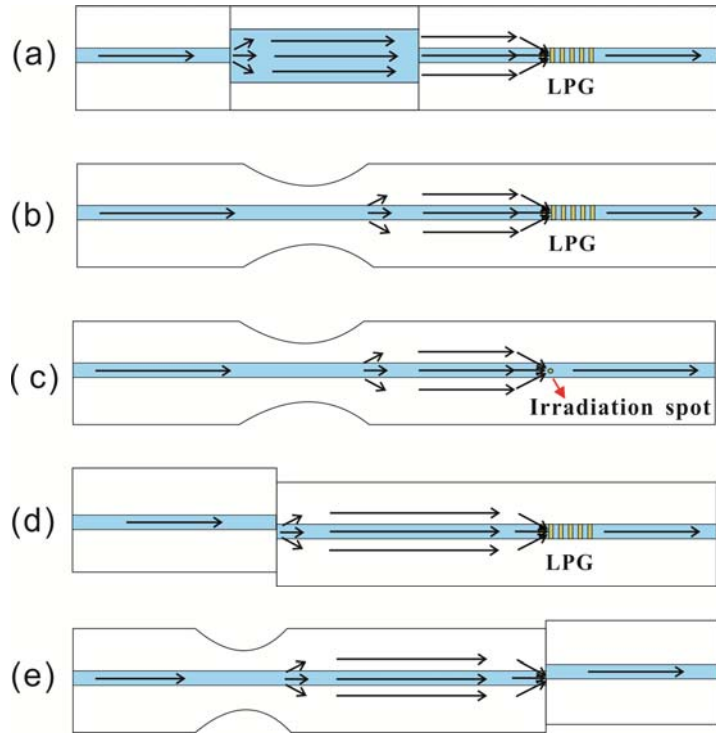 (a)
LPG
(b)
LPG
( c)
Irradiation spot
(d)
LPG
(e)